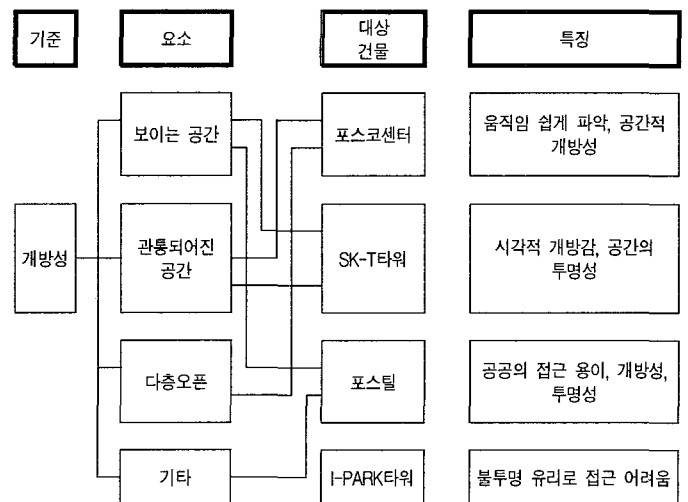 기준
요소
대상
건물
특징
보이는 공간
포스코센터
움직임 쉽게 파악, 공간적
개방성
개방성
관통되어진
공간
SK-T타워
시각적 개방감, 공간의
투명성
다층오픈
포스틸
공공의 접근 용이, 개방성,
투명성
기타
I-PARK타워
불투명 유리로 접근 어려움